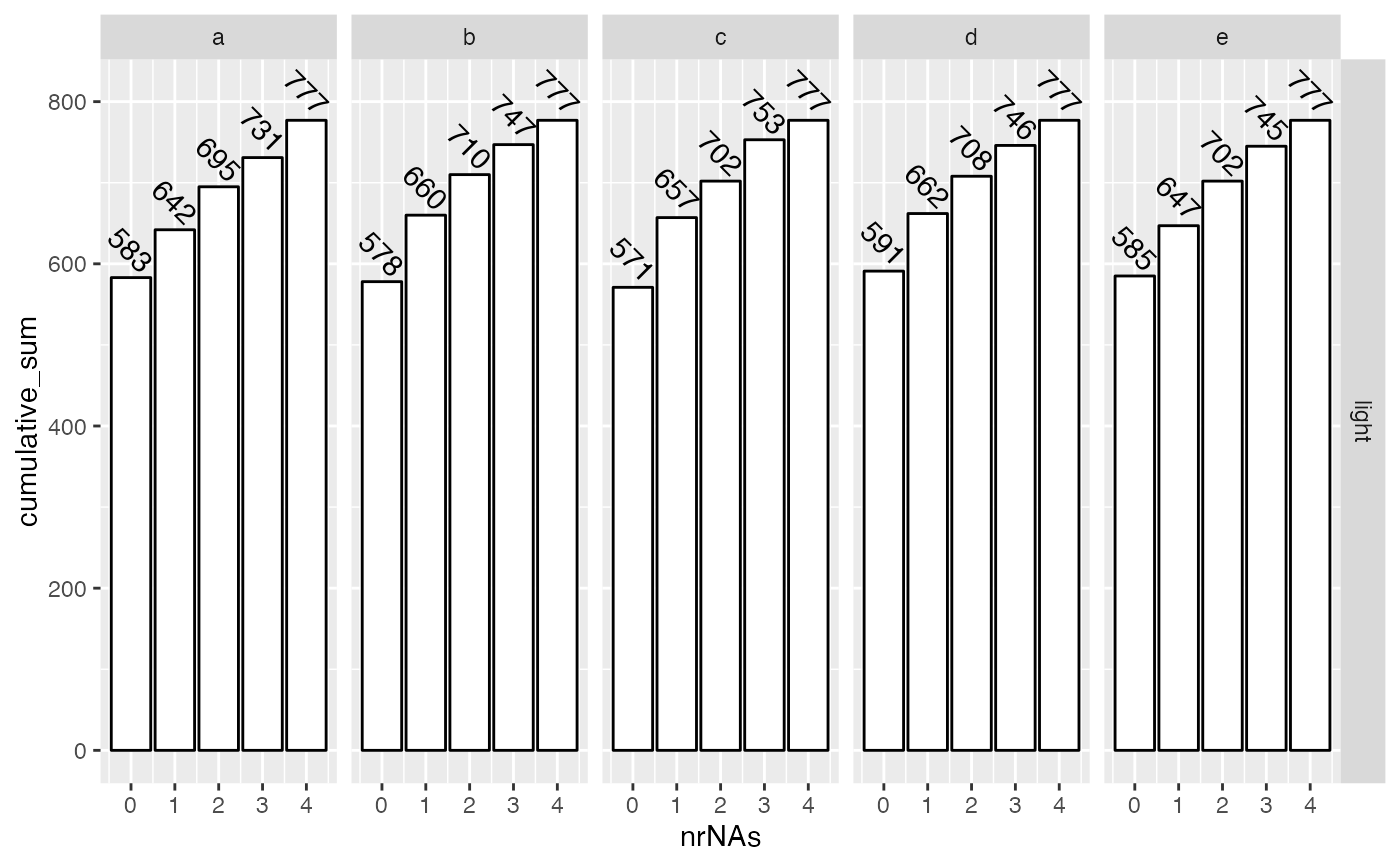 a b c d e
800
600
400
200
0
cumulative_sum
583 642 695 731 777
578 660 710 747 777
571 657 702 753 777
591 662 708 746 777
585 647 702 745 777
light
0 1 2 3 4 0 1 2 3 4 0 1 2 3 4 0 1 2 3 4 0 1 2 3 4
nrNAs